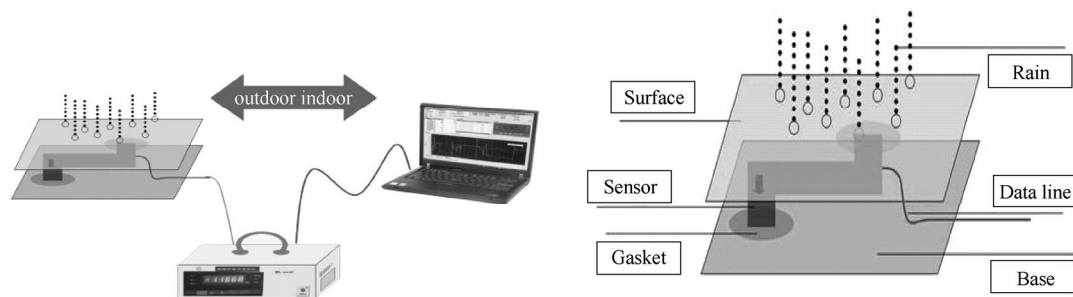 outdoor indoor
Surface
Rain
Sensor
Data line
Gasket
Base